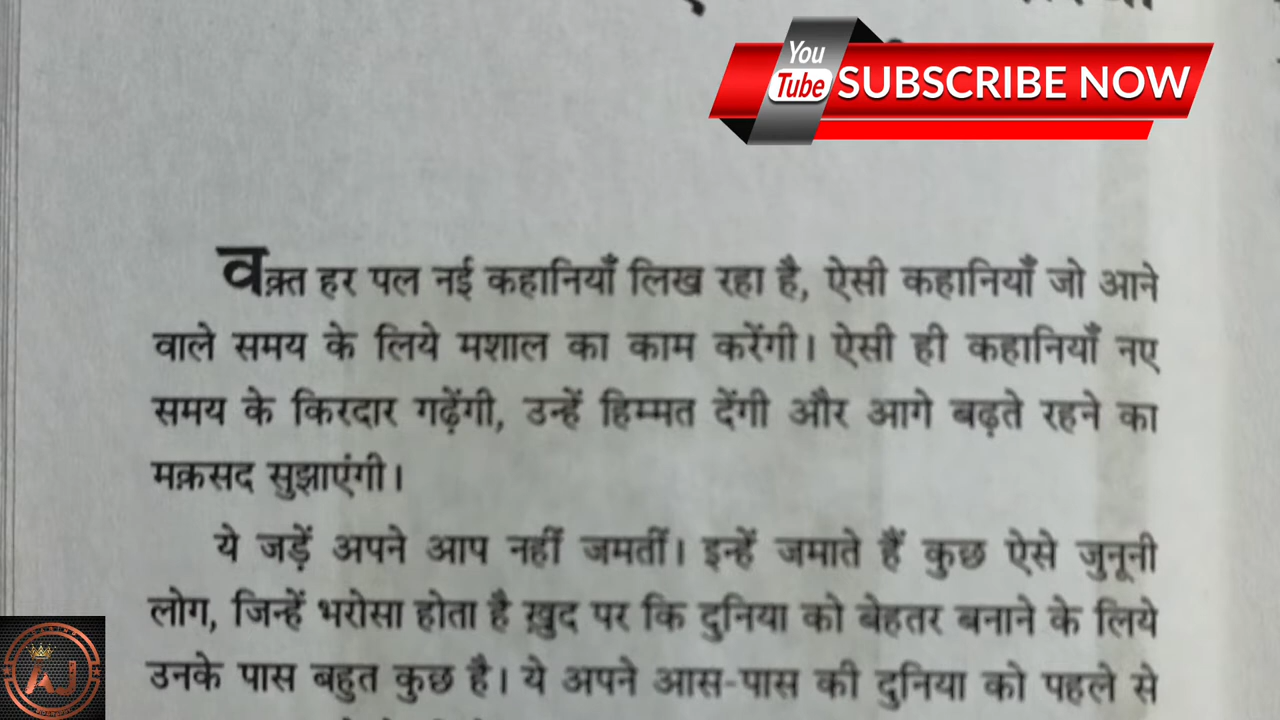 You
Tube
SUBSCRIBE NOW
वक़्त हर पल नई कहानियाँ लिख रहा है, ऐसी कहानियाँ जो आने
वाले समय के लिये मशाल का काम करेंगी। ऐसी ही कहानियाँ नए
समय के किरदार गढ़ेंगी, उन्हें हिम्मत देंगी और आगे बढ़ते रहने का
मक़सद सुझाएंगी।
ये जड़ें अपने आप नहीं जमतीं। इन्हें जमाते हैं कुछ ऐसे जुनूनी
लोग, जिन्हें भरोसा होता है ख़ुद पर कि दुनिया को बेहतर बनाने के लिये
उनके पास बहुत कुछ है। ये अपने आस-पास की दुनिया को पहले से
AJ